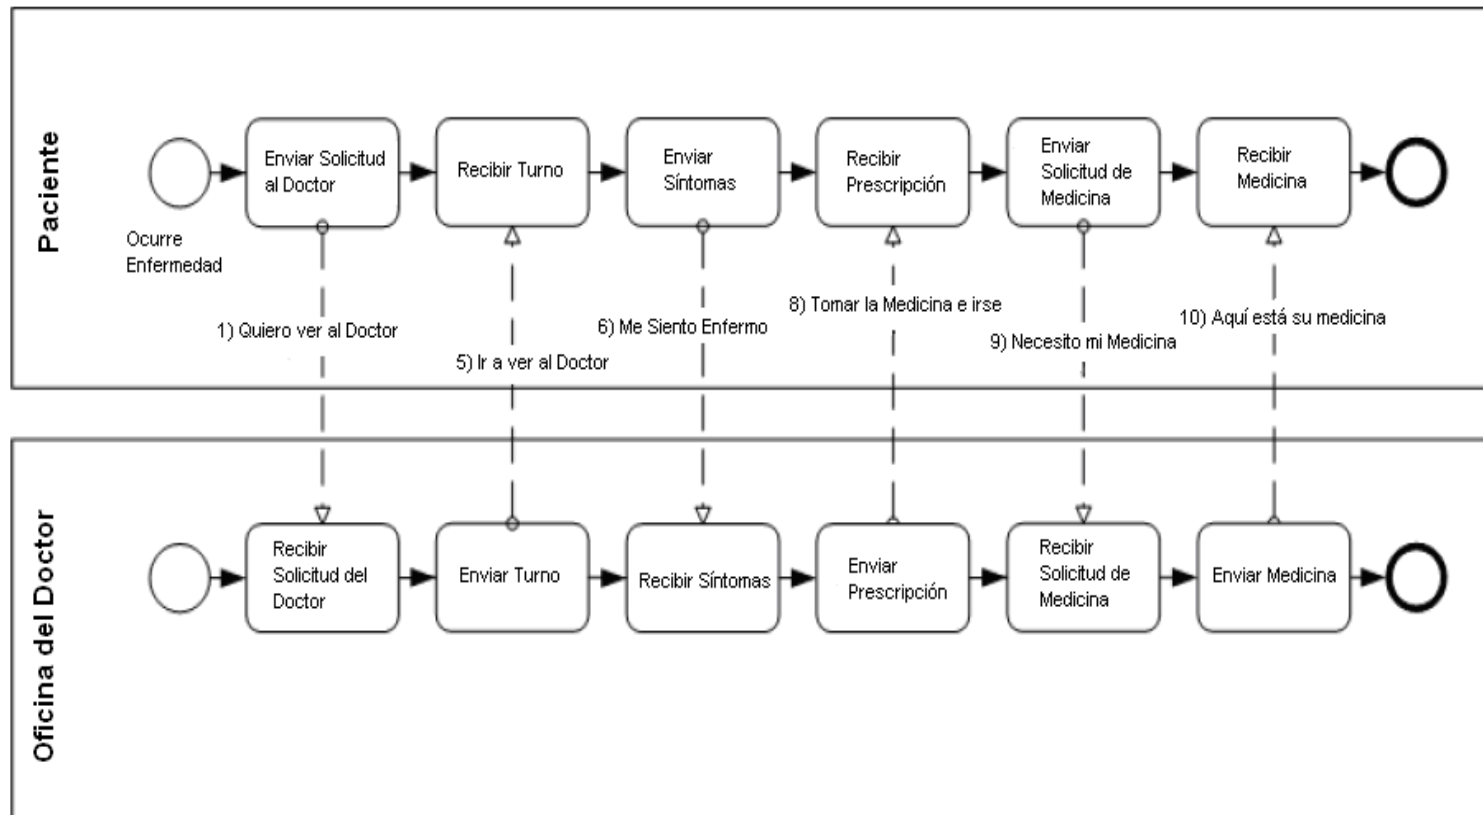 Paciente
Enviar Solicitud
al Doctor
Recibir Turno
Enviar
Síntomas
Recibir
Prescripción
Enviar
Solicitud de
Medicina
Recibir
Medicina
Ocurre
Enfermedad
1) Quiero ver al Doctor
5) Ir a ver al Doctor
6) Me Siento Enfermo
8) Tomar la Medicina e irse
9) Necesito mi Medicina
10) Aquí está su medicina
Oficina del Doctor
Recibir
Solicitud del
Doctor
Enviar Turno
Recibir Síntomas
Enviar
Prescripción
Recibir
Solicitud de
Medicina
Enviar Medicina